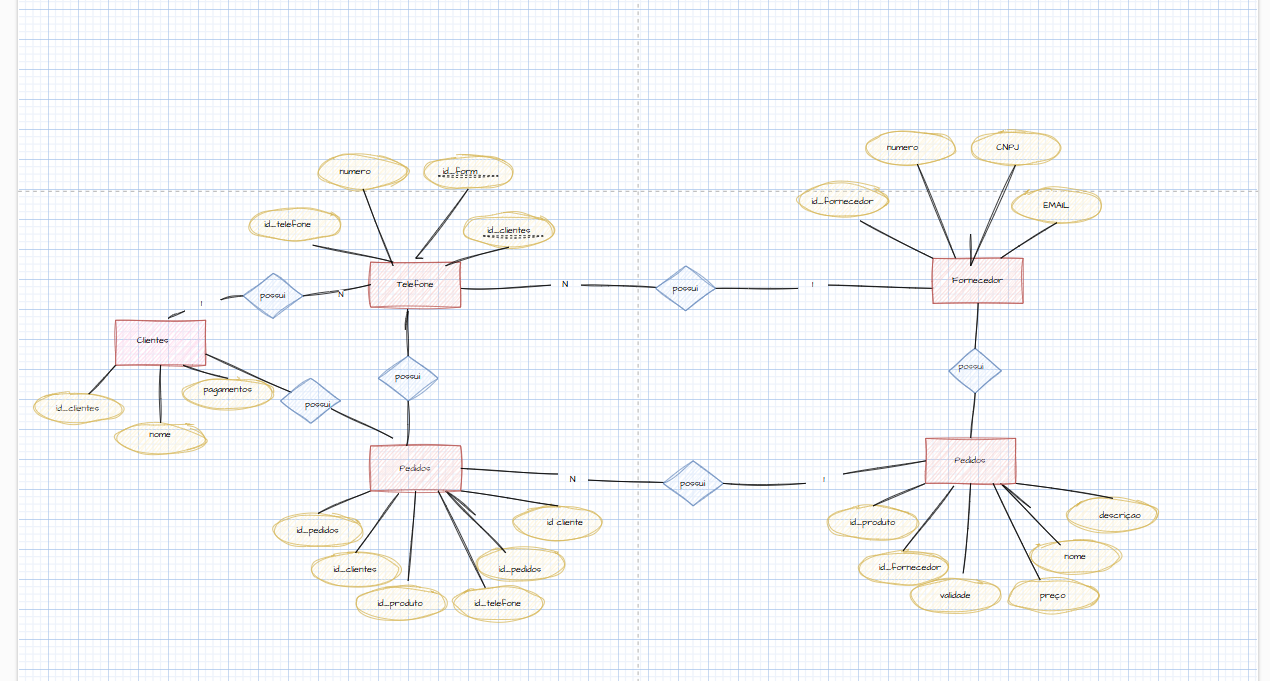 numero
CNPJ
numero
id_form
id_fornecedor
EMAIL
id_telefone
id_clientes
Telefone
N
possui
1
Fornecedor
possui
N
1
Clientes
possui
possui
pagamentos
possui
id_clientes
nome
Pedidos
N
possui
1
Pedidos
id_pedidos
id cliente
id_produto
descriçao
id_clientes
id_pedidos
id_fornecedor
nome
id_produto
id_telefone
validade
preço